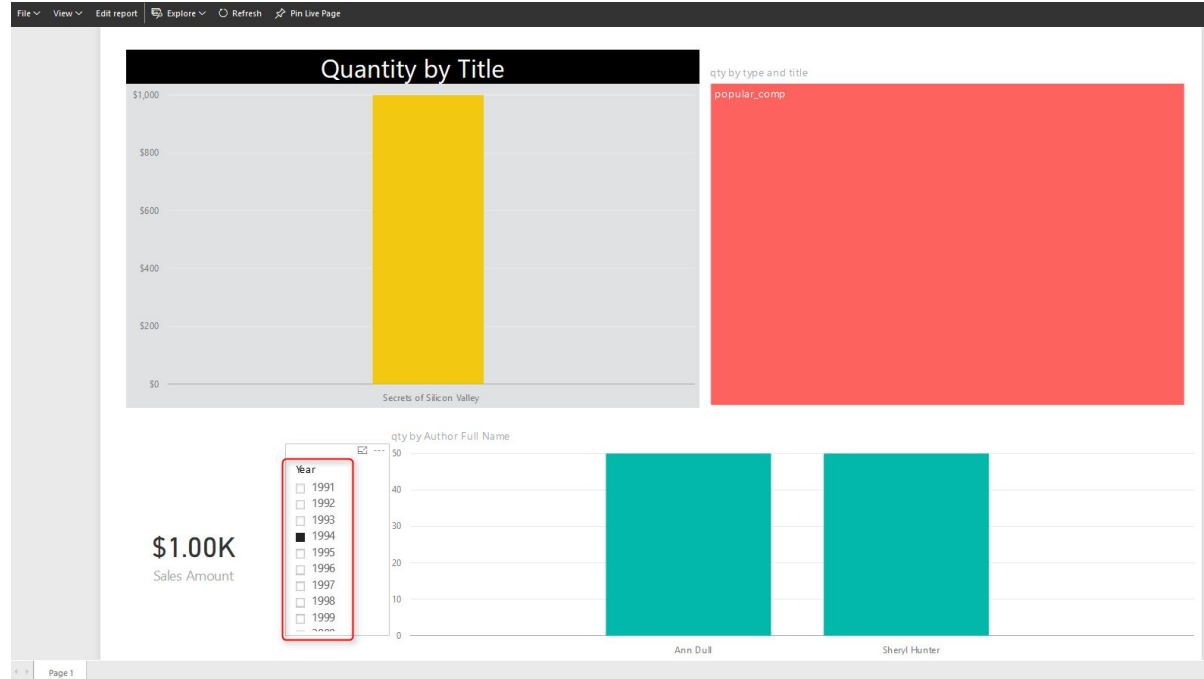 File View Edit report Explore Refresh Pin Live Page
Quantity by Title
$1,000
$800
$600
$400
$200
$0
Secrets of Silicon Valley
qty by type and title
popular_comp
$1.00K
Sales Amount
Year
1991
1992
1993
1994
1995
1996
1997
1998
1999
qty by Author Full Name
50
40
30
20
10
0
Ann Dull
Sheryl Hunter
Page 1